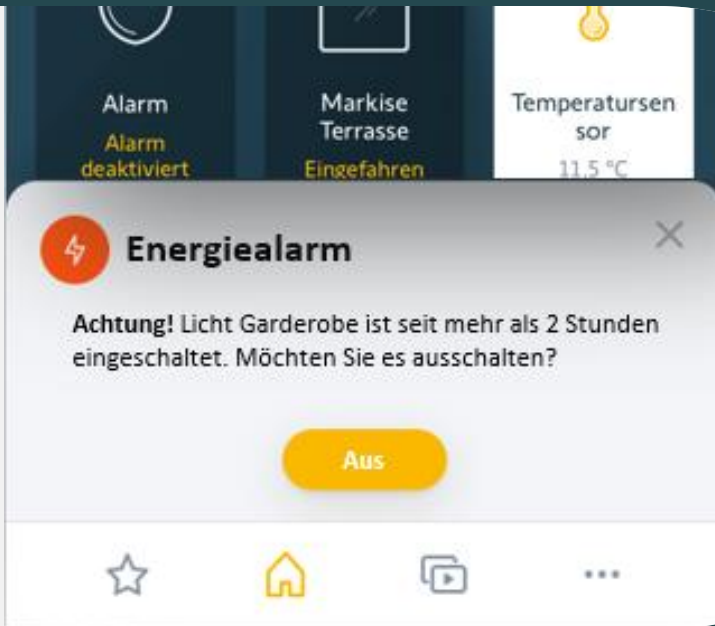 Alarm
Alarm
deaktiviert
Markise
Terrasse
Eingefahren
Temperatursen
sor
11,5 °C
Energiealarm
Achtung! Licht Garderobe ist seit mehr als 2 Stunden
eingeschaltet. Möchten Sie es ausschalten?
Aus